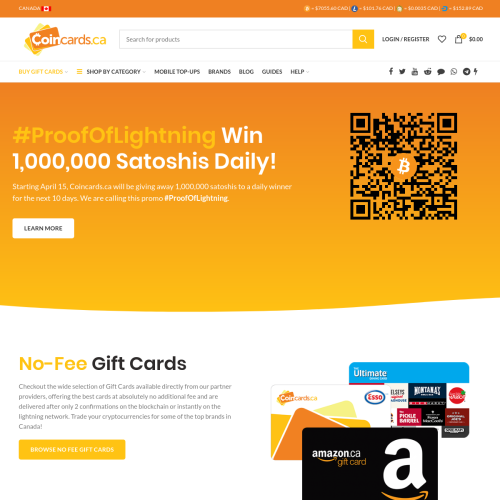 CANADA
= $7055.60 CAD / = $101.76 CAD / = $0.0035 CAD / = $151.89 CAD
Coincards.ca
Search for products
LOGIN / REGISTER
0
$0.00
BUY GIFT CARDS
SHOP BY CATEGORY
MOBILE TOP-UPS
BRANDS
BLOG
GUIDES
HELP
#ProofOfLightning Win
1,000,000 Satoshis Daily!
Starting April 15, Coincards.ca will be giving away 1,000,000 satoshis to a daily winner
for the next 10 days. We are calling this promo #ProofOfLightning.
LEARN MORE
No-Fee Gift Cards
Checkout the wide selection of Gift Cards available directly from our partner
providers, offering the best cards at absolutely no additional fee and are
delivered after only 2 confirmations on the blockchain or instantly on the
lightning network. Trade your cryptocurrencies for some of the top brands in
Canada!
BROWSE NO FEE GIFT CARDS
the
Ultimate
Coincards.ca
ESSO
ELSEYS
MONTANA'S
HARVEYS
THE
PICKLE
BARREL
amazon.ca
gift card
a